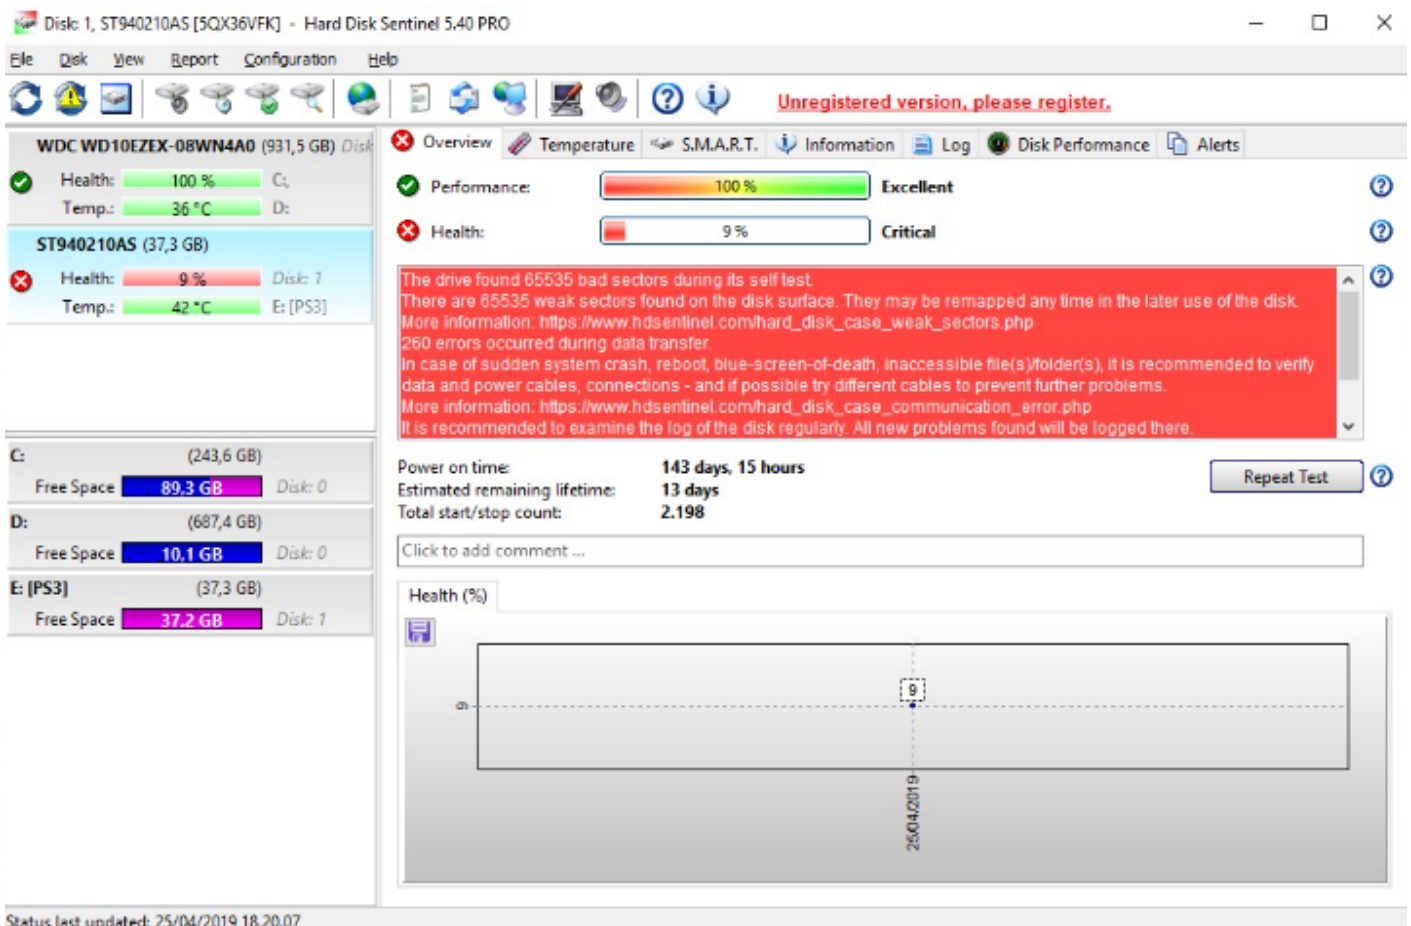 Disk: 1, ST940210AS [5QX36VFK] - Hard Disk Sentinel 5.40 PRO
File Disk View Report Configuration Help
Unregistered version, please register.
WDC WD10EZEX-08WN4A0 (931,5 GB) Disk
Health: 100 % C:,
Temp.: 36 °C D:
ST940210AS (37,3 GB)
Health: 9 % Disk: 1
Temp.: 42 °C E: [PS3]
C: (243,6 GB)
Free Space 89,3 GB Disk: 0
D: (687,4 GB)
Free Space 10,1 GB Disk: 0
E: [PS3] (37,3 GB)
Free Space 37,2 GB Disk: 1
Overview Temperature S.M.A.R.T. Information Log Disk Performance Alerts
Performance: 100 % Excellent
Health: 9 % Critical
The drive found 65535 bad sectors during its self test.
There are 65535 weak sectors found on the disk surface. They may be remapped any time in the later use of the disk.
More information: https://www.hdsentinel.com/hard_disk_case_weak_sectors.php
260 errors occurred during data transfer.
In case of sudden system crash, reboot, blue-screen-of-death, inaccessible file(s)/folder(s), it is recommended to verify
data and power cables, connections - and if possible try different cables to prevent further problems.
More information: https://www.hdsentinel.com/hard_disk_case_communication_error.php
It is recommended to examine the log of the disk regularly. All new problems found will be logged there.
Power on time: 143 days, 15 hours
Estimated remaining lifetime: 13 days
Total start/stop count: 2.198
Repeat Test
Click to add comment ...
Health (%)
9
9
25/04/2019
Status last updated: 25/04/2019 18.20.07